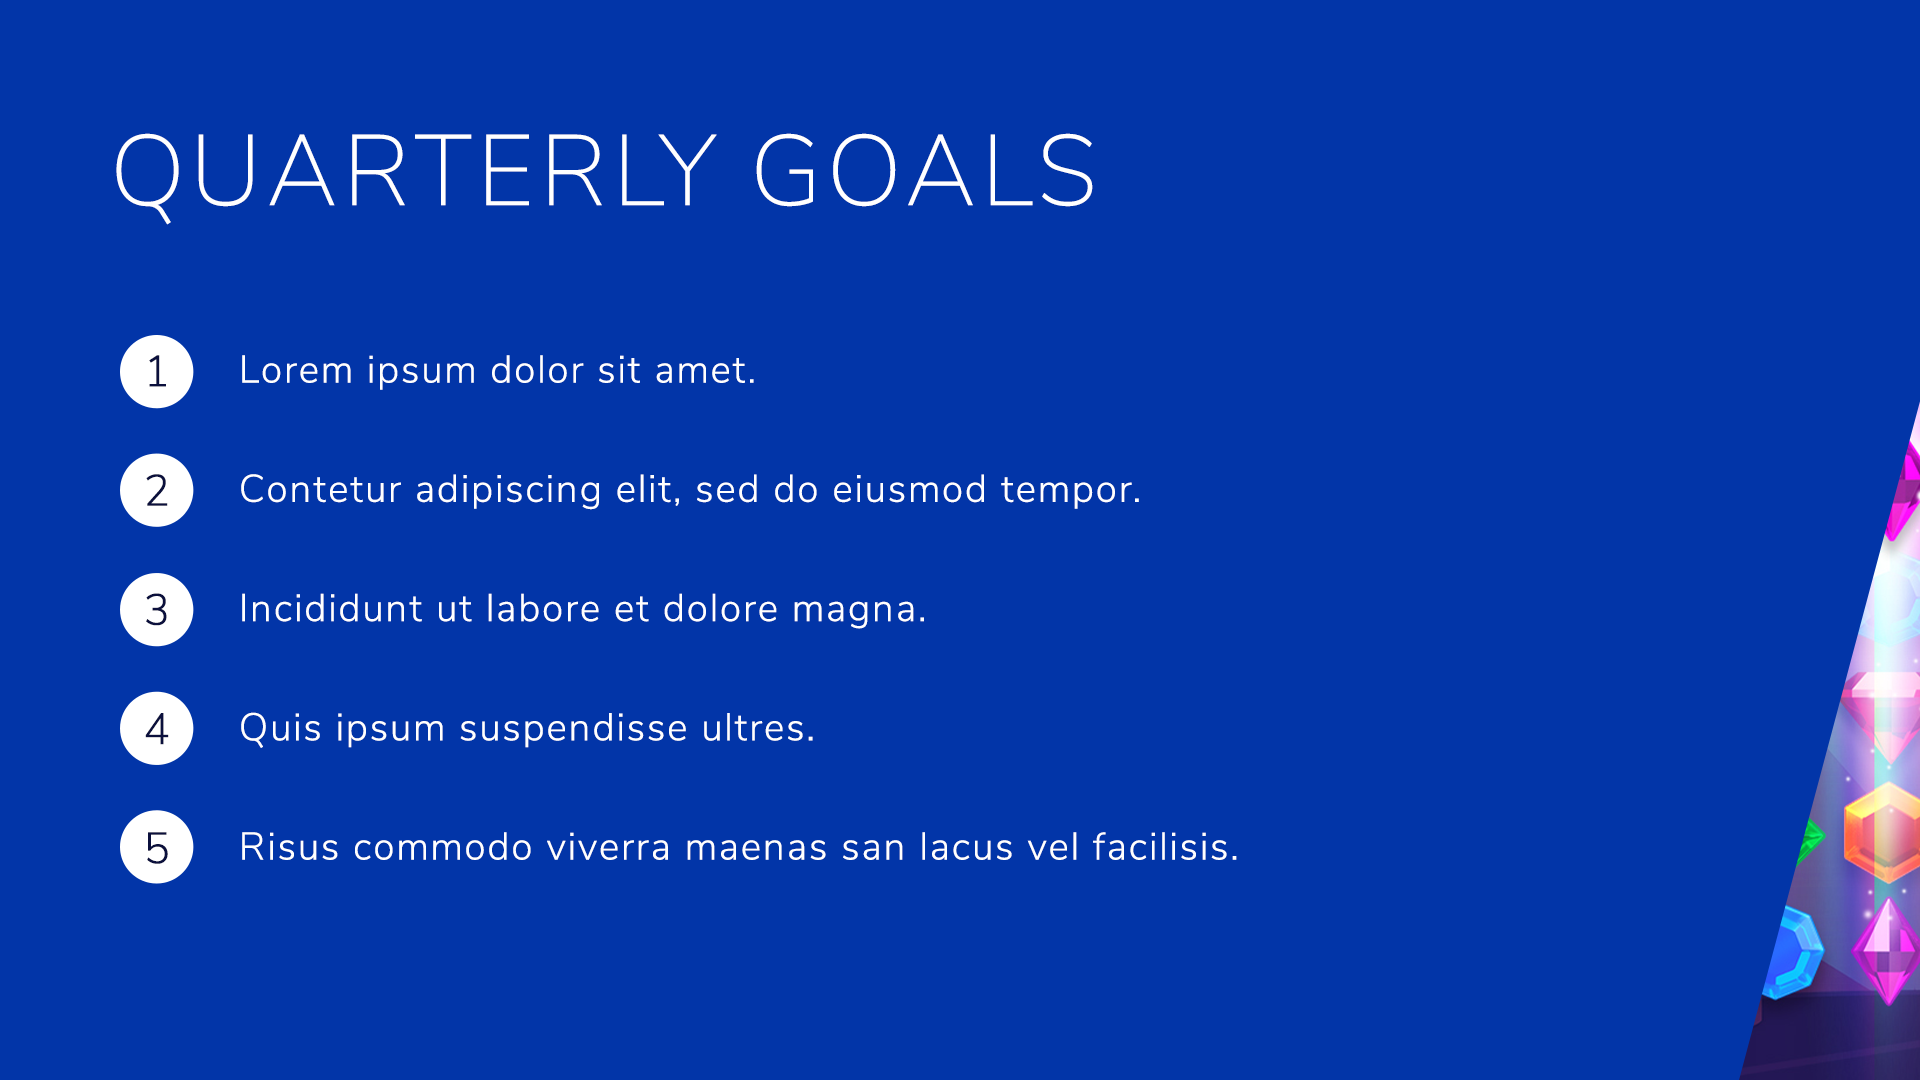 QUARTERLY GOALS
1 Lorem ipsum dolor sit amet.
2 Contetur adipiscing elit, sed do eiusmod tempor.
3 Incididunt ut labore et dolore magna.
4 Quis ipsum suspendisse ultres.
5 Risus commodo viverra maenas san lacus vel facilisis.